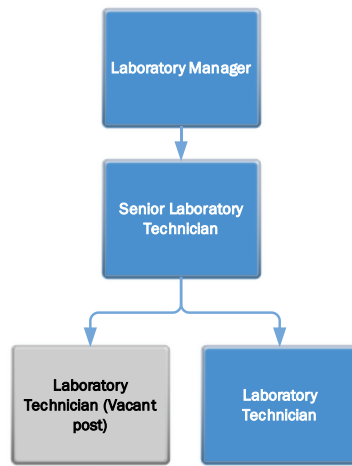 Laboratory Manager
Senior Laboratory
Technician
Laboratory
Technician (Vacant
post)
Laboratory
Technician